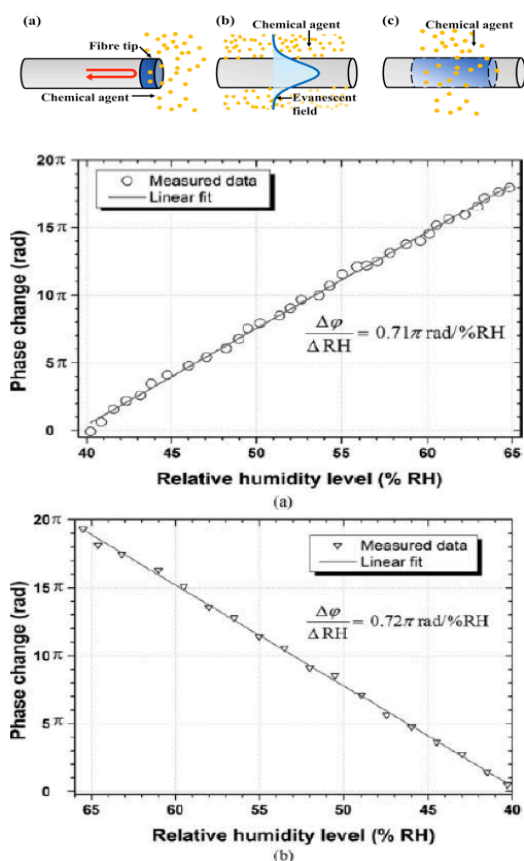 (a)
(b)
(c)
Fibre tip
Chemical agent
Chemical agent
Evanescent
field
Chemical agent
20π
15π
10π
5π
0
Phase change (rad)
Measured data
Linear fit
Δφ/ΔRH = 0.71π rad/%RH
40 45 50 55 60 65
Relative humidity level (% RH)
(a)
20π
15π
10π
5π
0
Phase change (rad)
Measured data
Linear fit
Δφ/ΔRH = 0.72π rad/%RH
65 60 55 50 45 40
Relative humidity level (% RH)
(b)